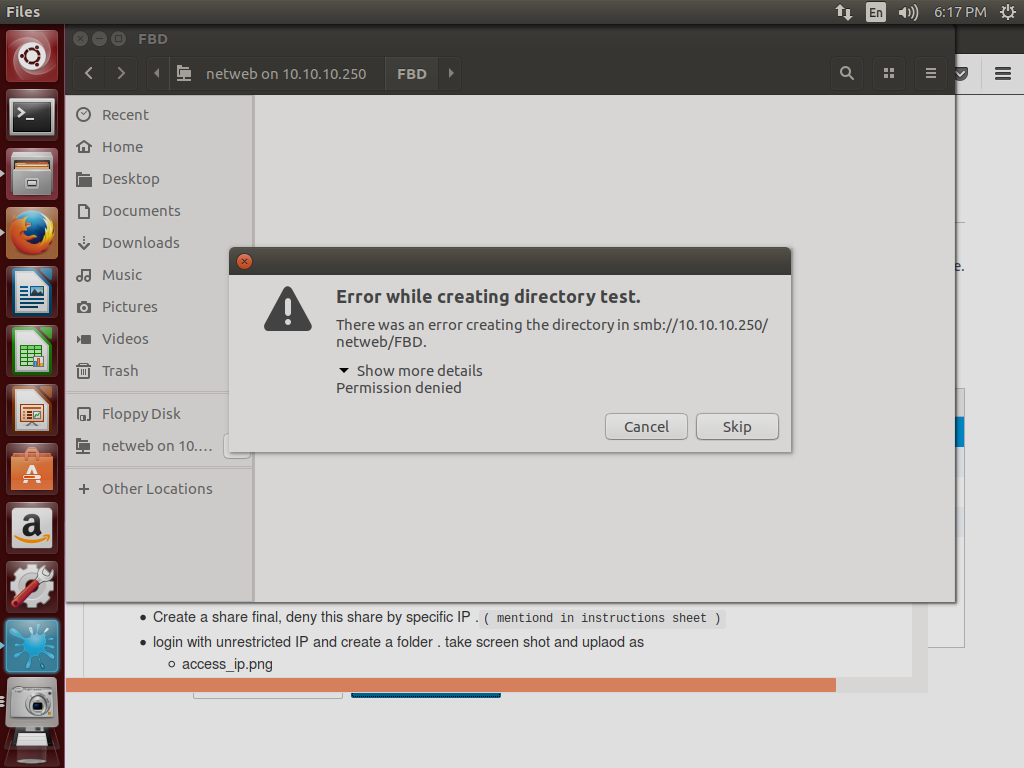 Files
En
6:17 PM
FBD
netweb on 10.10.10.250
FBD
Recent
Home
Desktop
Documents
Downloads
Music
Pictures
Videos
Trash
Floppy Disk
netweb on 10....
Other Locations
Error while creating directory test.
There was an error creating the directory in smb://10.10.10.250/
netweb/FBD.
Show more details
Permission denied
Cancel
Skip
e.
Create a share final, deny this share by specific IP . ( mentiond in instructions sheet )
login with unrestricted IP and create a folder . take screen shot and uplaod as
access_ip.png